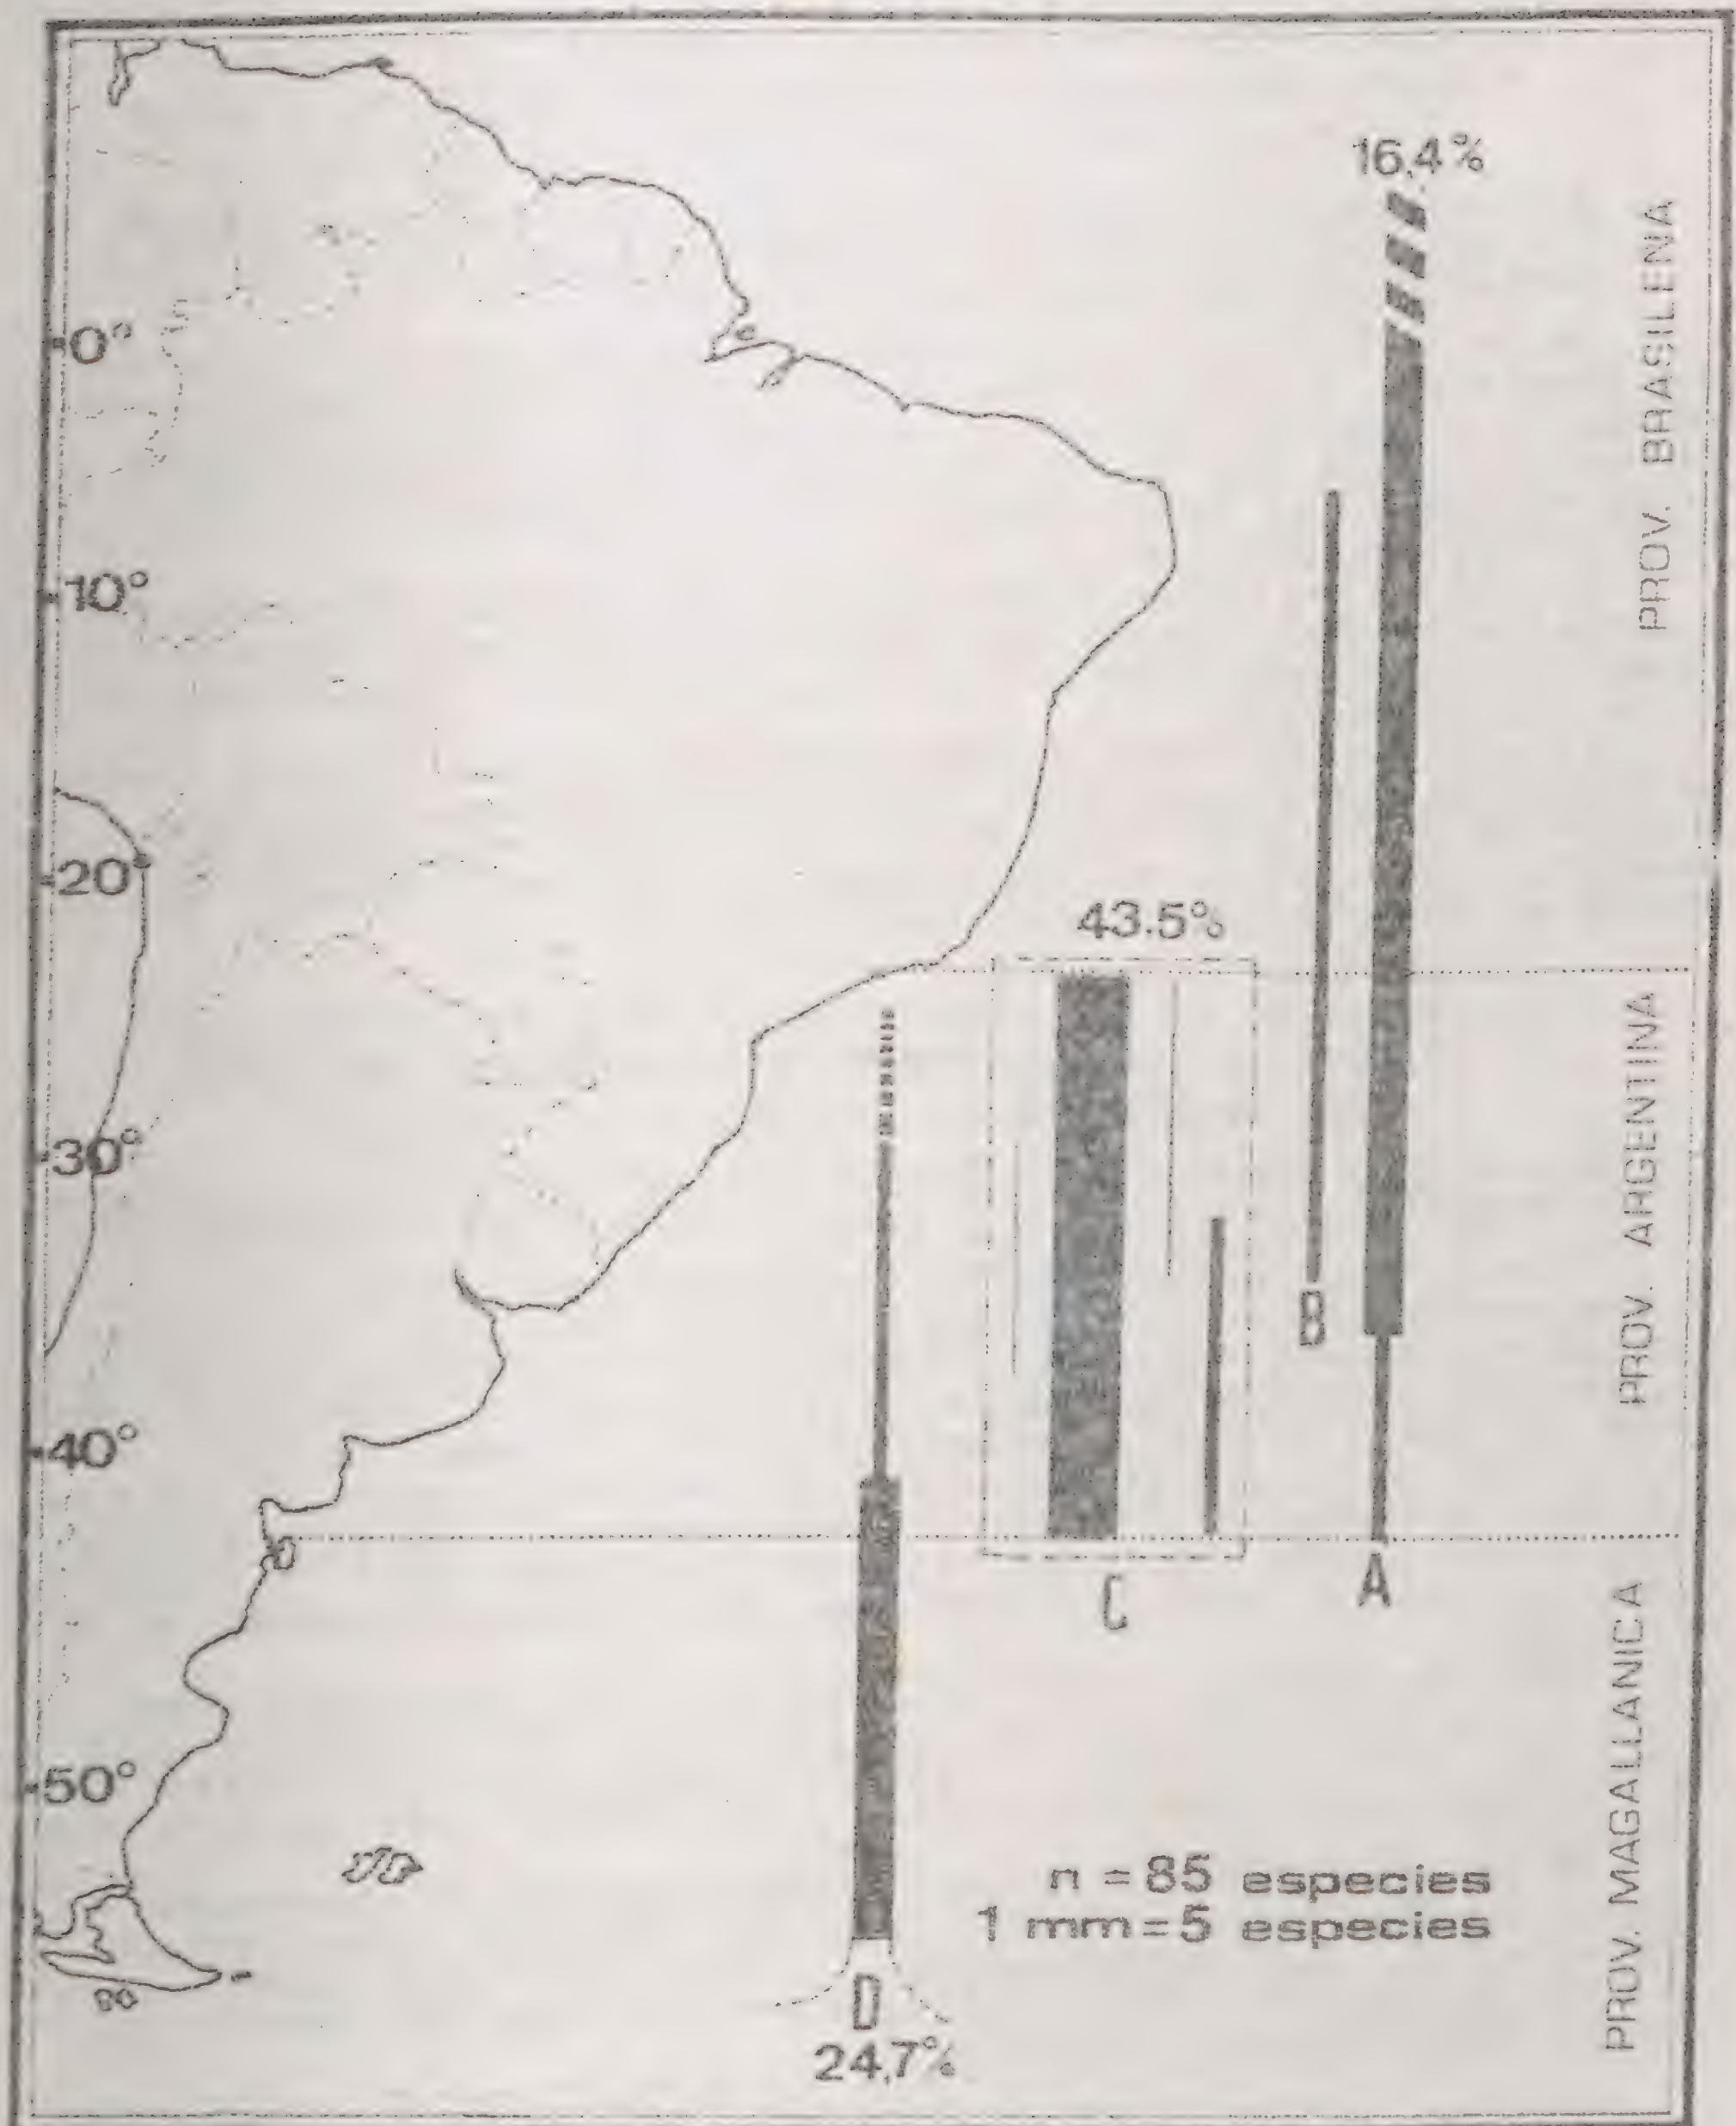 16,4%
PROV. BRASILENA
0°
10°
20°
43.5%
PROV. ARGENTINA
30°
B
40°
C
A
PROV. MAGALLANICA
50°
n = 85 especies
1 mm = 5 especies
D
24,7%